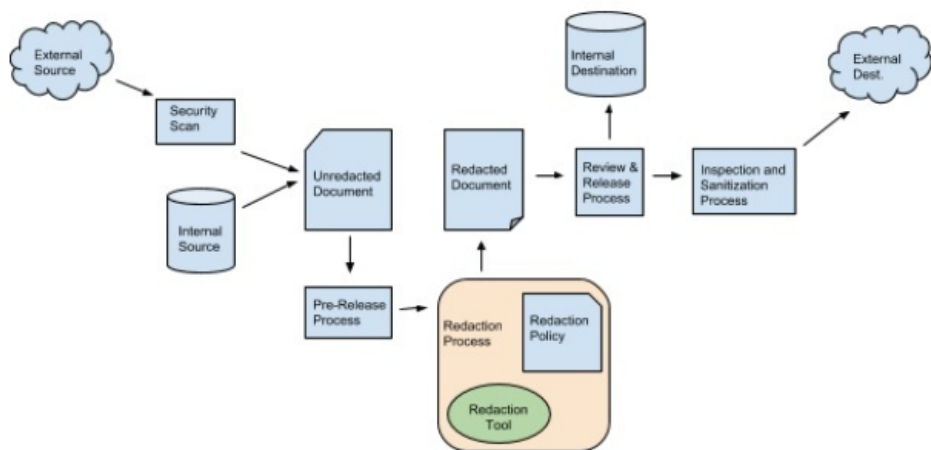 External
Source
Security
Scan
Unredacted
Document
Internal
Source
Pre-Release
Process
Redaction
Process
Redaction
Policy
Redaction
Tool
Redacted
Document
Review &
Release
Process
Internal
Destination
Inspection and
Sanitization
Process
External
Dest.